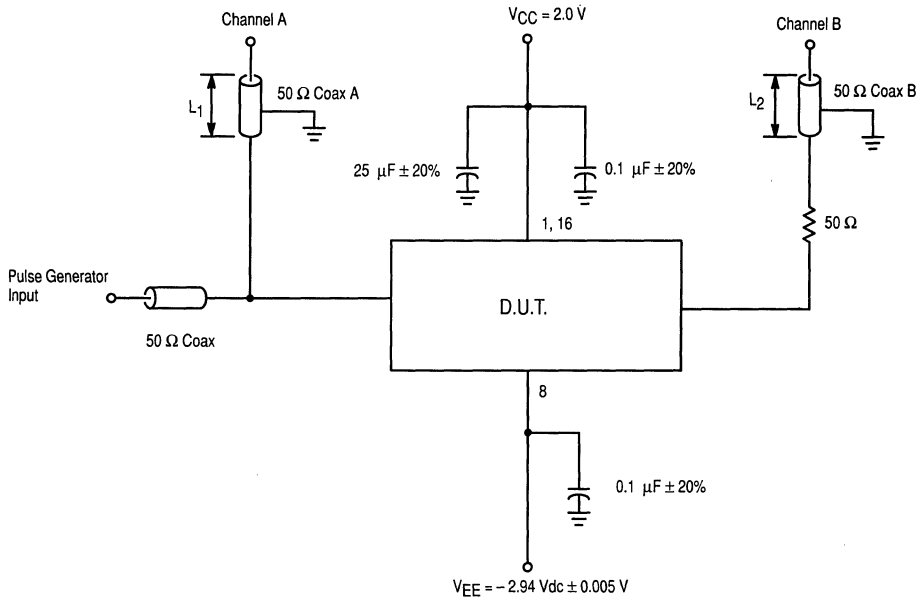 Channel A
VCC = 2.0 V
Channel B
L1
50 Ω Coax A
L2
50 Ω Coax B
25 μF ± 20%
0.1 μF ± 20%
1, 16
50 Ω
Pulse Generator
Input
D.U.T.
50 Ω Coax
8
0.1 μF ± 20%
VEE = – 2.94 Vdc ± 0.005 V